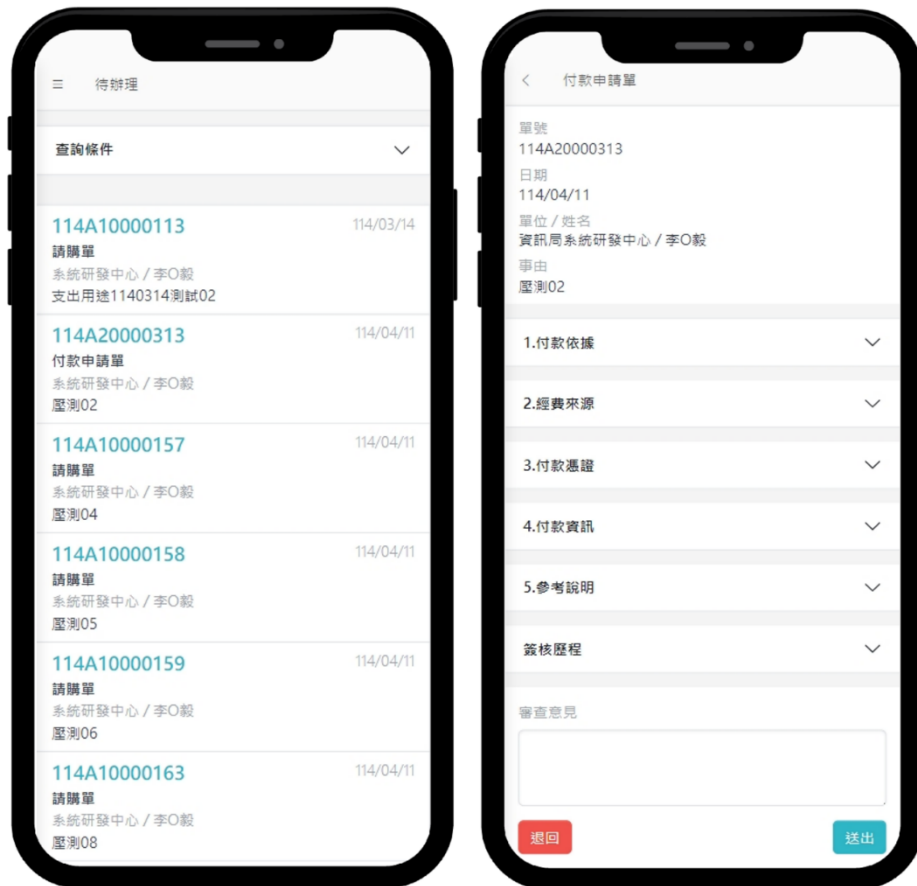 待辦理
查詢條件
114A10000113 114/03/14
請購單
系統研發中心 / 李O毅
支出用途1140314測試02
114A20000313 114/04/11
付款申請單
系統研發中心 / 李O毅
壓測02
114A10000157 114/04/11
請購單
系統研發中心 / 李O毅
壓測04
114A10000158 114/04/11
請購單
系統研發中心 / 李O毅
壓測05
114A10000159 114/04/11
請購單
系統研發中心 / 李O毅
壓測06
114A10000163 114/04/11
請購單
系統研發中心 / 李O毅
壓測08
付款申請單
單號
114A20000313
日期
114/04/11
單位 / 姓名
資訊局系統研發中心 / 李O毅
事由
壓測02
1.付款依據
2.經費來源
3.付款憑證
4.付款資訊
5.參考說明
簽核歷程
審查意見
退回 送出